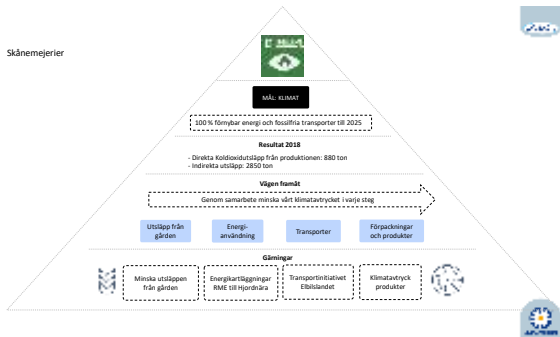 Skånemejerier
MÅL: KLIMAT
100 % förnybar energi och fossilfria transporter till 2025
Resultat 2018
- Direkta Koldioxidutsläpp från produktionen: 880 ton
- Indirekta utsläpp: 2850 ton
Vägen framåt
Genom samarbete minska vårt klimatavtrycket i varje steg
Utsläpp från
gården
Energi-
användning
Transporter
Förpackningar
och produkter
Gärningar
Minska utsläppen
från gården
Energikartläggningar
RME till Hjordnära
Transportinitiativet
Elbilslandet
Klimatavtryck
produkter